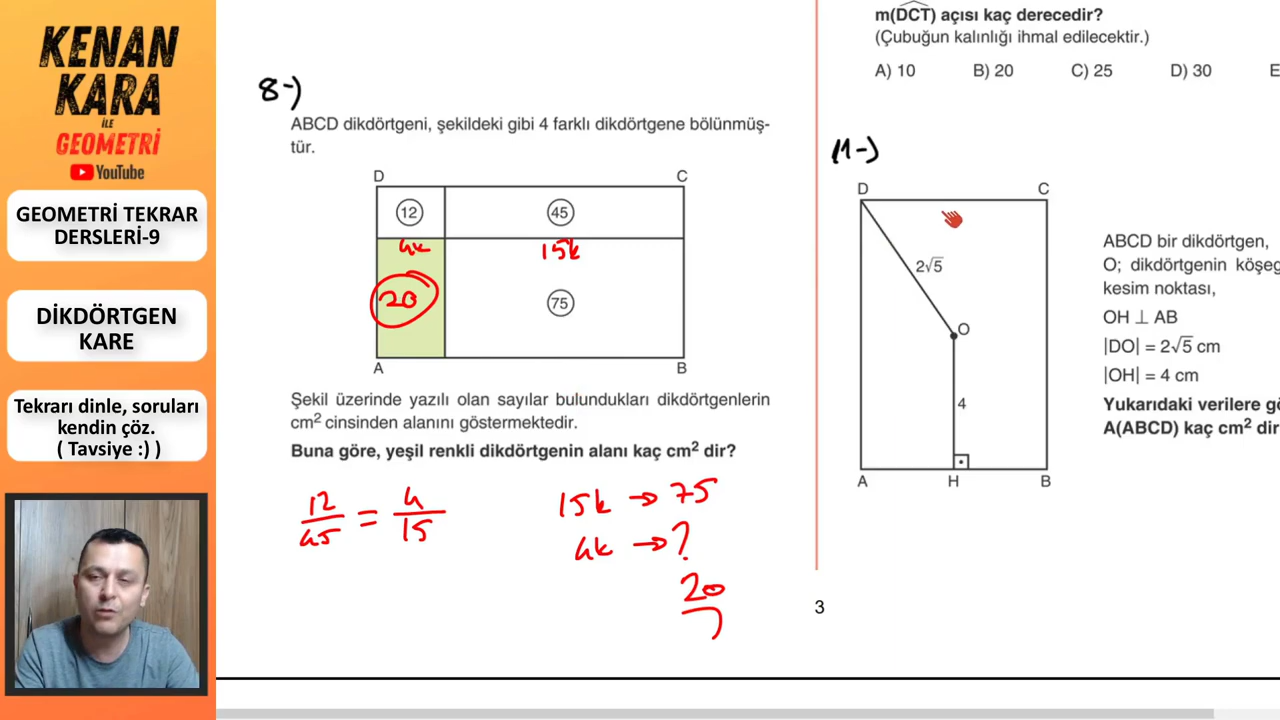 KENAN
KARA
İLE
GEOMETRİ
YouTube
GEOMETRİ TEKRAR
DERSLERİ-9
DİKDÖRTGEN
KARE
Tekrarı dinle, soruları
kendin çöz.
( Tavsiye :) )
8-)
ABCD dikdörtgeni, şekildeki gibi 4 farklı dikdörtgene bölünmüş-
tür.
D C
12 45
4k 15k
20 75
A B
Şekil üzerinde yazılı olan sayılar bulundukları dikdörtgenlerin
cm2 cinsinden alanını göstermektedir.
Buna göre, yeşil renkli dikdörtgenin alanı kaç cm2 dir?
12/45 = 4/15
15k → 75
4k → ?
20
m(DCT) açısı kaç derecedir?
(Çubuğun kalınlığı ihmal edilecektir.)
A) 10 B) 20 C) 25 D) 30 E
11-)
D C
2√5
O
4
A H B
ABCD bir dikdörtgen,
O; dikdörtgenin köşeg
kesim noktası,
OH ⊥ AB
|DO| = 2√5 cm
|OH| = 4 cm
Yukarıdaki verilere gö
A(ABCD) kaç cm2 dir
3